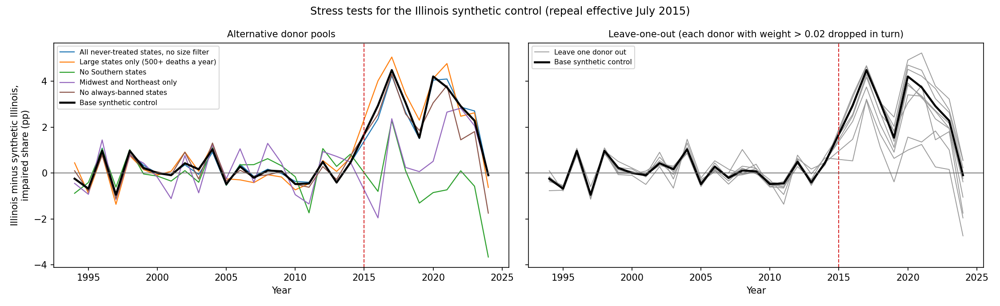 Stress tests for the Illinois synthetic control (repeal effective July 2015)
Alternative donor pools
All never-treated states, no size filter
Large states only (500+ deaths a year)
No Southern states
Midwest and Northeast only
No always-banned states
Base synthetic control
Illinois minus synthetic Illinois,
impaired share (pp)
4
2
0
−2
−4
1995
2000
2005
2010
2015
2020
2025
Year
Leave-one-out (each donor with weight > 0.02 dropped in turn)
Leave one donor out
Base synthetic control
1995
2000
2005
2010
2015
2020
2025
Year